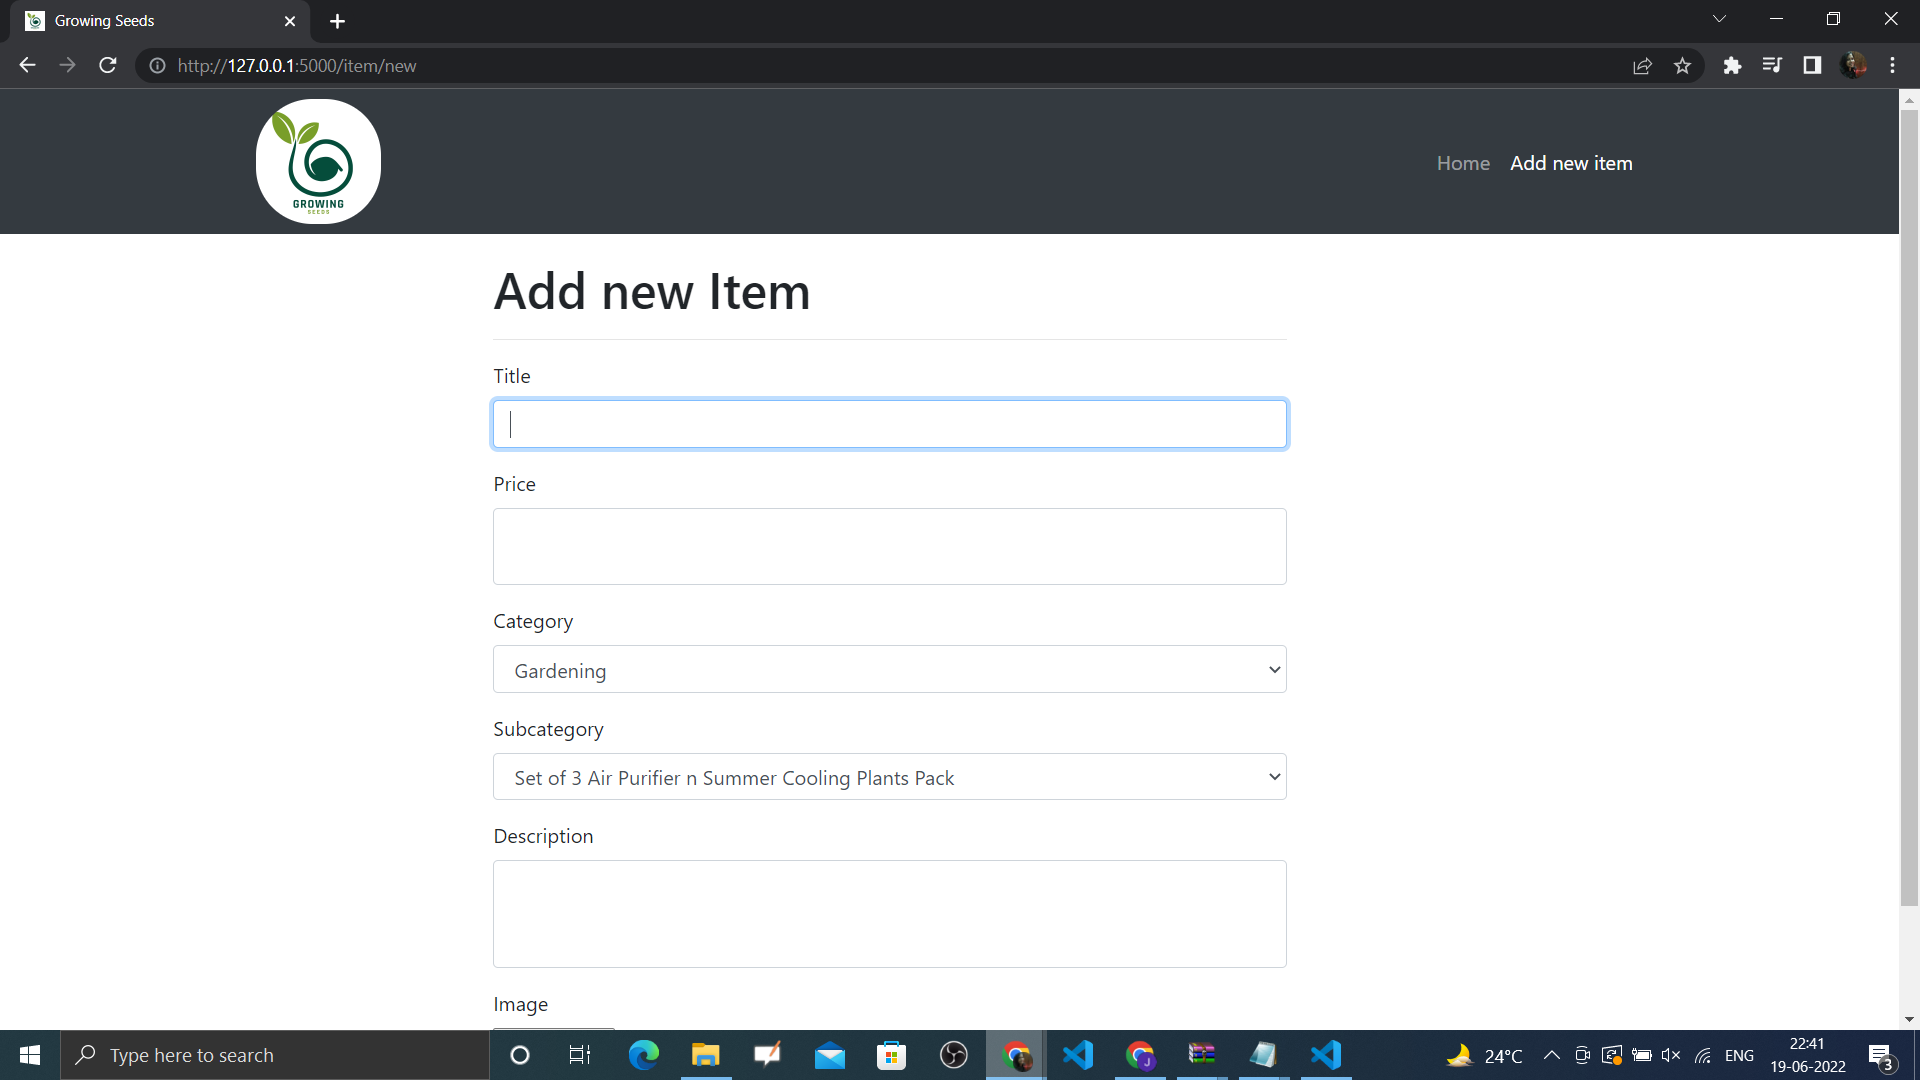 Growing Seeds
http://127.0.0.1:5000/item/new
GROWING
SEEDS
Home Add new item
Add new Item
Title
Price
Category
Gardening
Subcategory
Set of 3 Air Purifier n Summer Cooling Plants Pack
Description
Image
Type here to search
J
24°C
ENG
22:41
19-06-2022
3